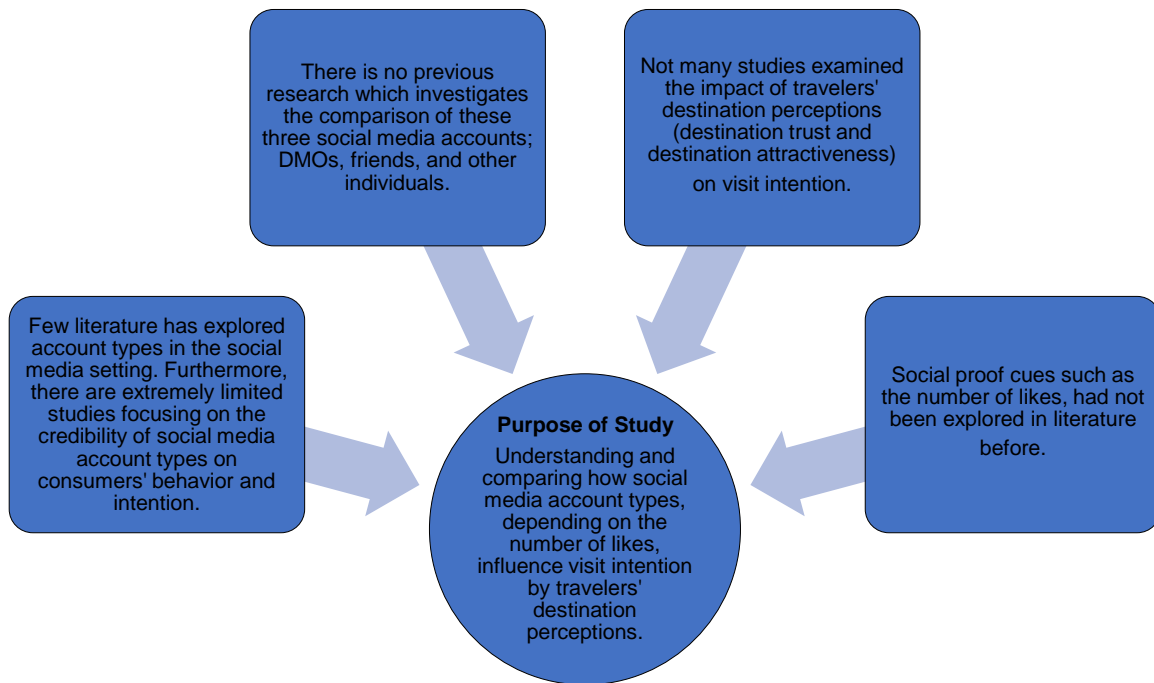 There is no previous
research which investigates
the comparison of these
three social media accounts;
DMOs, friends, and other
individuals.
Not many studies examined
the impact of travelers'
destination perceptions
(destination trust and
destination attractiveness)
on visit intention.
Few literature has explored
account types in the social
media setting. Furthermore,
there are extremely limited
studies focusing on the
credibility of social media
account types on
consumers' behavior and
intention.
Social proof cues such as
the number of likes, had not
been explored in literature
before.
Purpose of Study
Understanding and
comparing how social
media account types,
depending on the
number of likes,
influence visit intention
by travelers'
destination
perceptions.